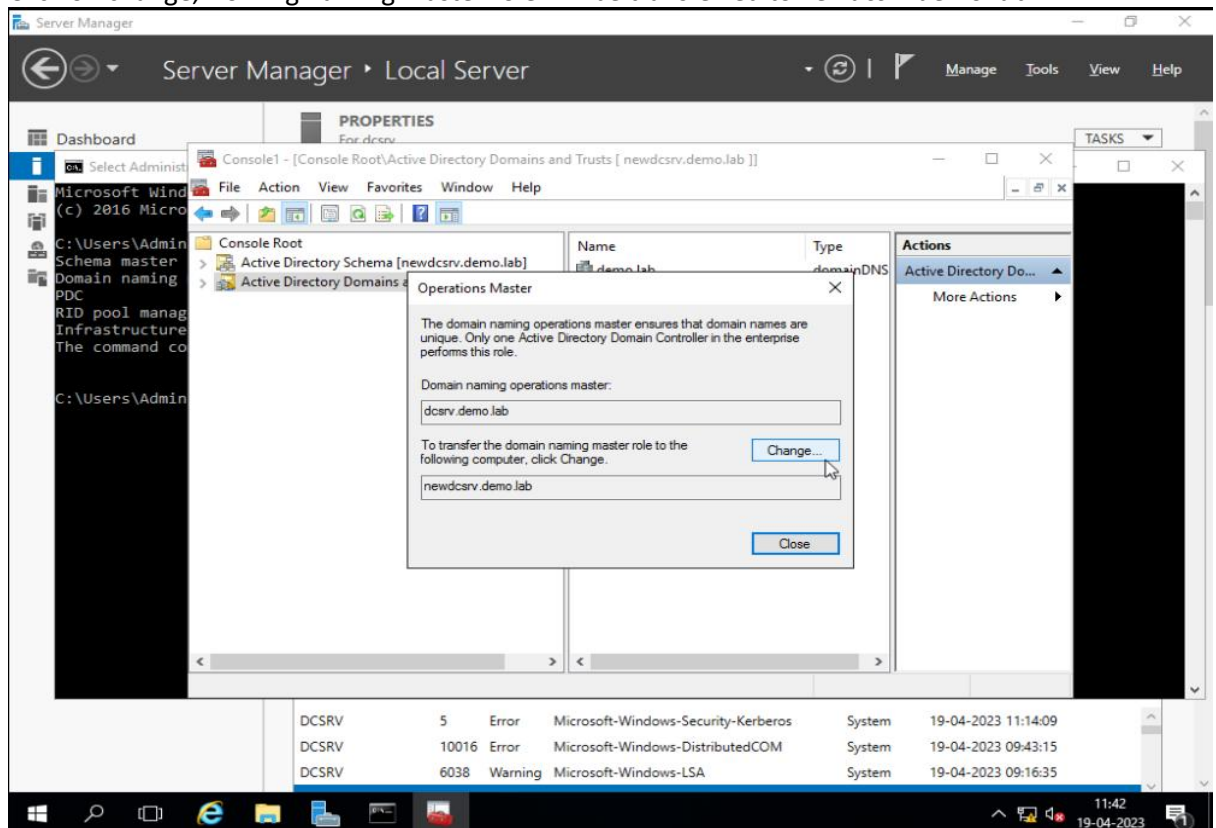 Server Manager
Server Manager • Local Server
Manage Tools View Help
PROPERTIES
For dcsrv
Dashboard
TASKS
Select Administ
Console1 - [Console Root\Active Directory Domains and Trusts [ newdcsrv.demo.lab ]]
File Action View Favorites Window Help
Microsoft Wind
(c) 2016 Micro
C:\Users\Admin
Schema master
Domain naming
PDC
RID pool manag
Infrastructure
The command co
C:\Users\Admin
Console Root
Active Directory Schema [newdcsrv.demo.lab]
Active Directory Domains a
Name Type
demo.lab domainDNS
Actions
Active Directory Do...
More Actions
Operations Master
The domain naming operations master ensures that domain names are
unique. Only one Active Directory Domain Controller in the enterprise
performs this role.
Domain naming operations master:
dcsrv.demo.lab
To transfer the domain naming master role to the
following computer, click Change.
Change...
newdcsrv.demo.lab
Close
DCSRV 5 Error Microsoft-Windows-Security-Kerberos System 19-04-2023 11:14:09
DCSRV 10016 Error Microsoft-Windows-DistributedCOM System 19-04-2023 09:43:15
DCSRV 6038 Warning Microsoft-Windows-LSA System 19-04-2023 09:16:35
11:42
19-04-2023